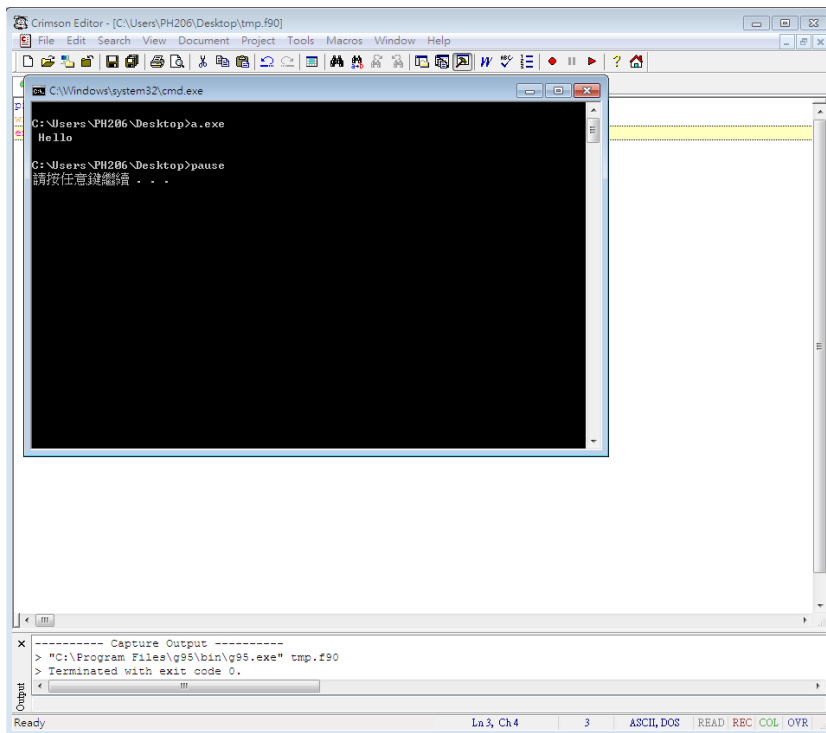 Crimson Editor - [C:\Users\PH206\Desktop\tmp.f90]
File Edit Search View Document Project Tools Macros Window Help
C:\Windows\system32\cmd.exe
C:\Users\PH206\Desktop>a.exe
Hello
C:\Users\PH206\Desktop>pause
請按任意鍵繼續 . . .
---------- Capture Output ----------
> "C:\Program Files\g95\bin\g95.exe" tmp.f90
> Terminated with exit code 0.
Output
Ready Ln 3, Ch 4 3 ASCII, DOS READ REC COL OVR